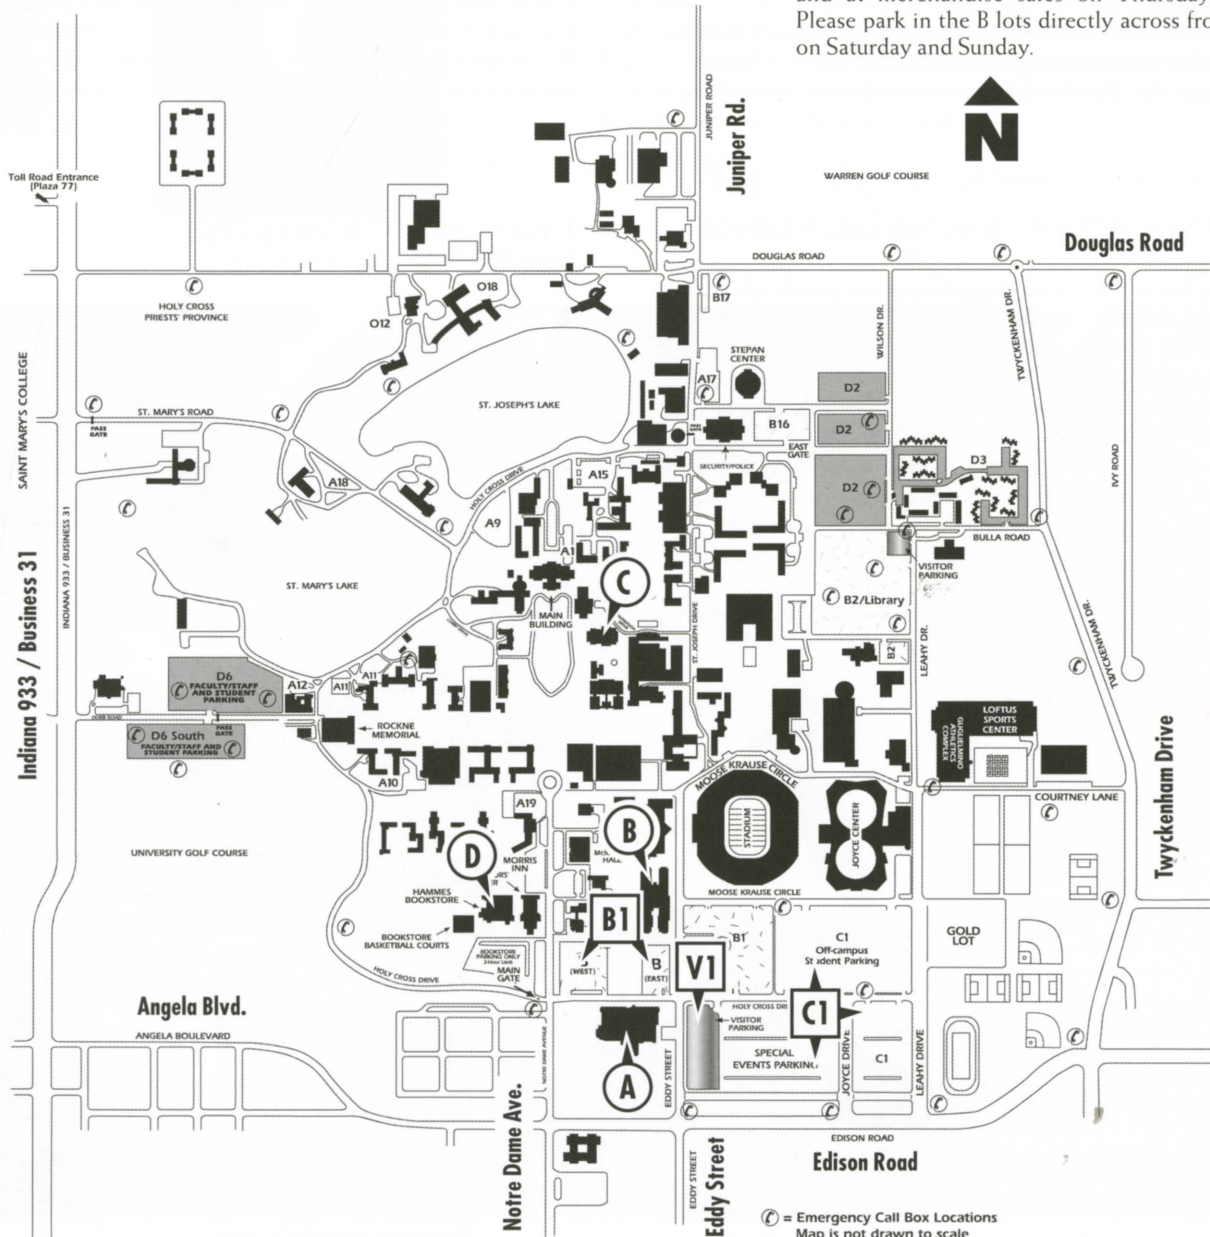 Please park in the B lots directly across
on Saturday and Sunday.
N
JUNIPER ROAD
Juniper Rd.
WARREN GOLF COURSE
Toll Road Entrance
(Plaza 77)
Douglas Road
DOUGLAS ROAD
HOLY CROSS
PRIESTS' PROVINCE
O18
O12
B17
WILSON DR.
TWYCKENHAM DR.
STEPAN
CENTER
A17
D2
SAINT MARY'S COLLEGE
ST. MARY'S ROAD
PASS
GATE
ST. JOSEPH'S LAKE
PASS
GATE
B16
D2
EAST
GATE
IVY ROAD
SECURITY/POLICE
D3
A18
HOLY CROSS DRIVE
A15
D2
A9
BULLA ROAD
INDIANA 933 / BUSINESS 31
Indiana 933 / Business 31
A1
C
VISITOR
PARKING
ST. MARY'S LAKE
MAIN
BUILDING
B2/Library
TWYCKENHAM DR.
ST. JOSEPH DRIVE
LEAHY DR.
B2
D6
FACULTY/STAFF
AND STUDENT
PARKING
A12
A11
A11
ROCKNE
MEMORIAL
PASS
GATE
D6 South
FACULTY/STAFF AND
STUDENT PARKING
LOFTUS
SPORTS
CENTER
GUGLIELMINO
ATHLETICS
COMPLEX
A10
MOOSE KRAUSE CIRCLE
COURTNEY LANE
Twyckenham Drive
A19
STADIUM
JOYCE CENTER
B
D
UNIVERSITY GOLF COURSE
MORRIS
INN
HALL
HAMMES
BOOKSTORE
MOOSE KRAUSE CIRCLE
B1
B1
C1
Off-campus
Student Parking
GOLD
LOT
BOOKSTORE
BASKETBALL COURTS
BOOKSTORE
PARKING ONLY
2-Hour Limit
MAIN
GATE
(WEST)
B
(EAST)
V1
HOLY CROSS DRIVE
Angela Blvd.
HOLY CROSS
VISITOR
PARKING
C1
ANGELA BOULEVARD
NOTRE DAME AVENUE
A
EDDY STREET
SPECIAL
EVENTS PARKING
JOYCE DRIVE
C1
LEAHY DRIVE
EDISON ROAD
Edison Road
Notre Dame Ave.
EDDY STREET
Eddy Street
= Emergency Call Box Locations
Map is not drawn to scale